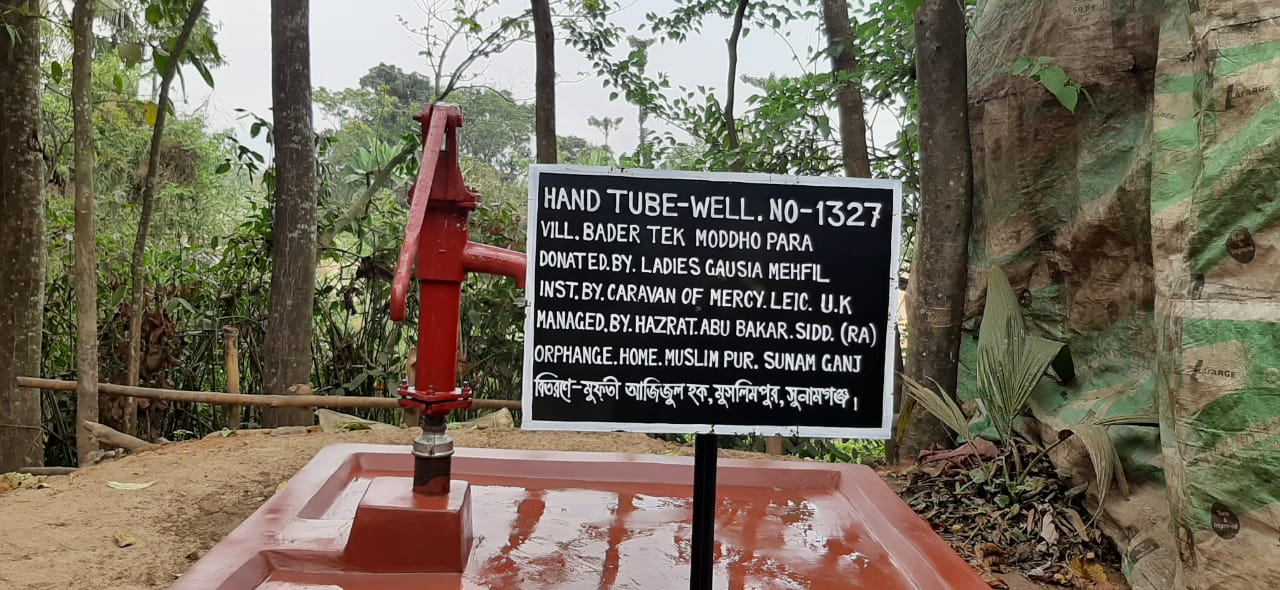 HAND TUBE-WELL. NO-1327
VILL. BADER TEK MODDHO PARA
DONATED. BY. LADIES GAUSIA MEHFIL
INST. BY. CARAVAN OF MERCY. LEIC. U.K
MANAGED. BY. HAZRAT. ABU BAKAR. SIDD. (RA)
ORPHANGE. HOME. MUSLIM PUR. SUNAM GANJ
বিতরণে-মুফতী আজিজুল হক, মুসলিমপুর, সুনামগঞ্জ।
LAFARGE
LAFARGE